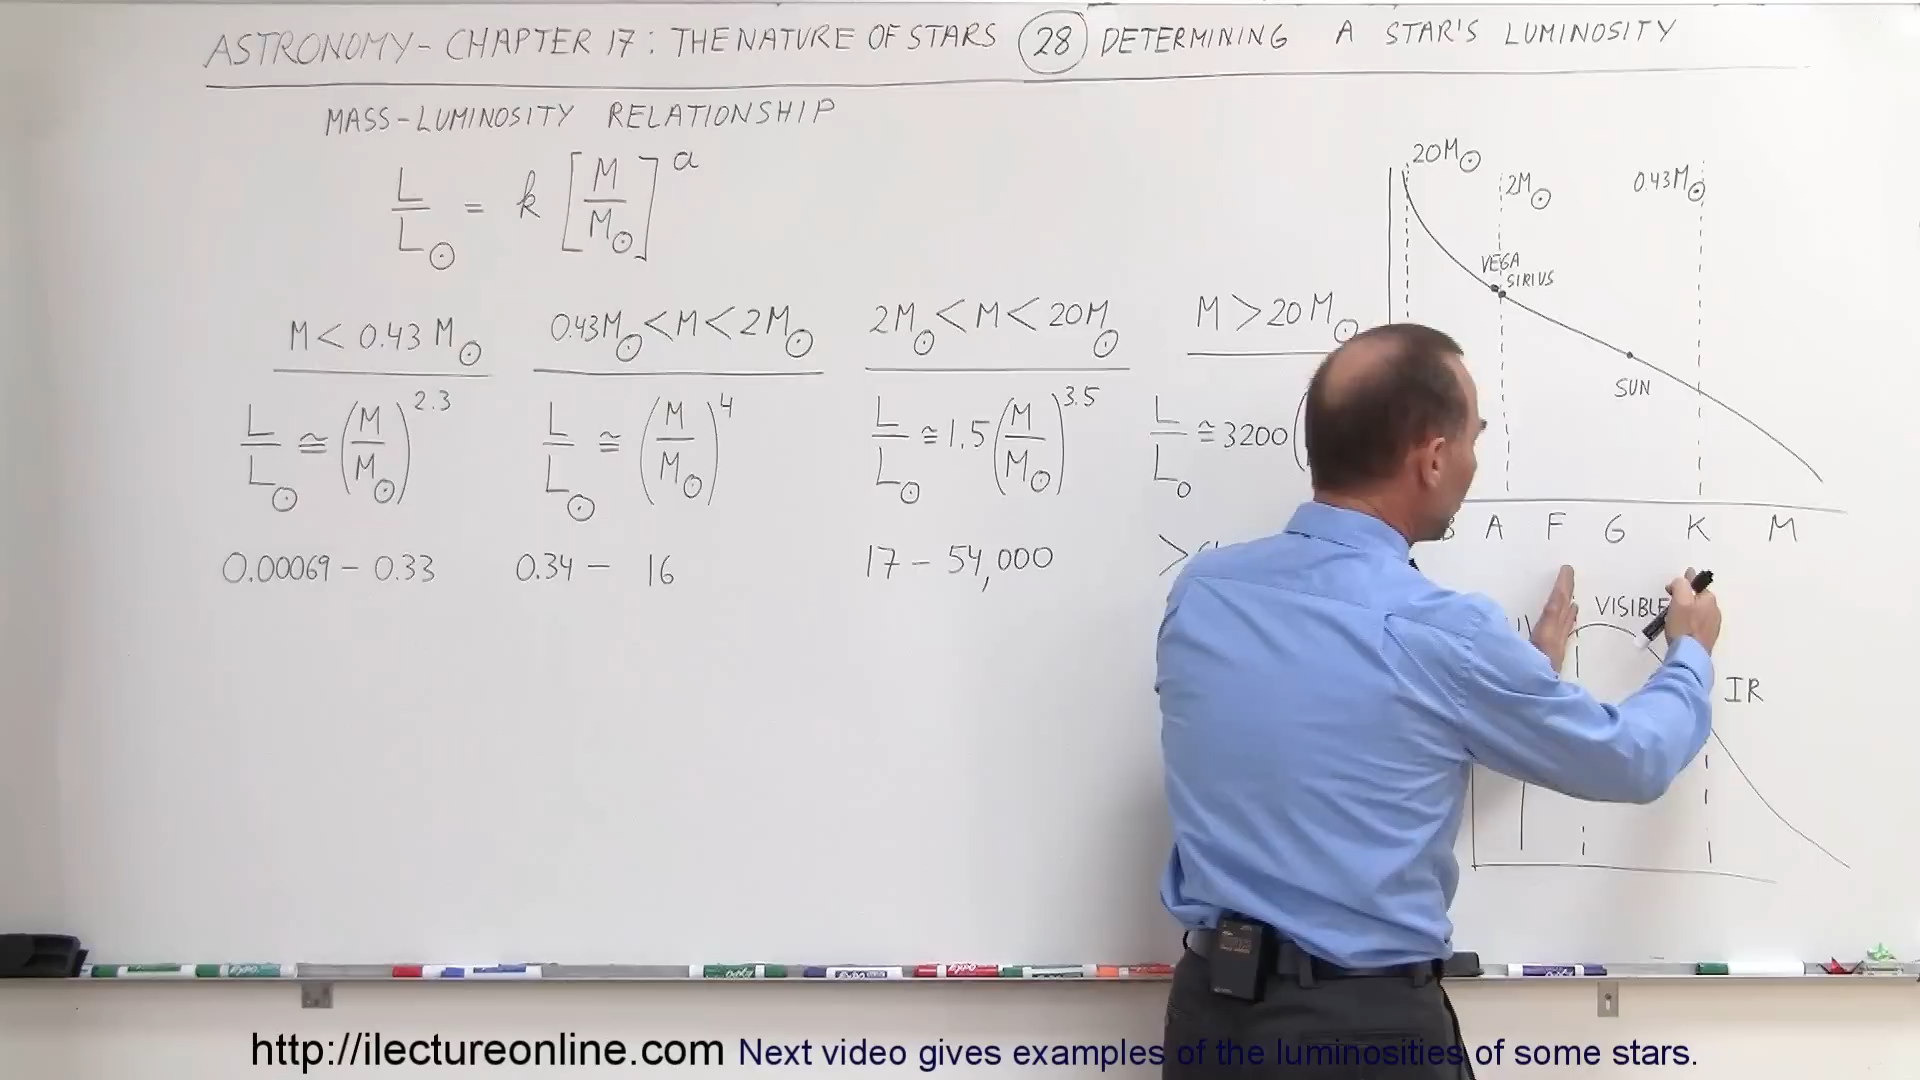 ASTRONOMY - CHAPTER 17 : THE NATURE OF STARS 28 DETERMINING A STAR'S LUMINOSITY
MASS-LUMINOSITY RELATIONSHIP
L/L⊙ = k [M/M⊙]^a
M < 0.43 M⊙
L/L⊙ ≅ (M/M⊙)^2.3
0.00069 - 0.33
0.43M⊙ < M < 2M⊙
L/L⊙ ≅ (M/M⊙)^4
0.34 - 16
2M⊙ < M < 20M⊙
L/L⊙ ≅ 1.5 (M/M⊙)^3.5
17 - 54,000
M > 20 M⊙
L/L⊙ ≅ 3200 (
>
20M⊙
2M⊙
0.43M⊙
VEGA
SIRIUS
SUN
A F G K M
VISIBLE
IR
http://ilectureonline.com Next video gives examples of the luminosities of some stars.